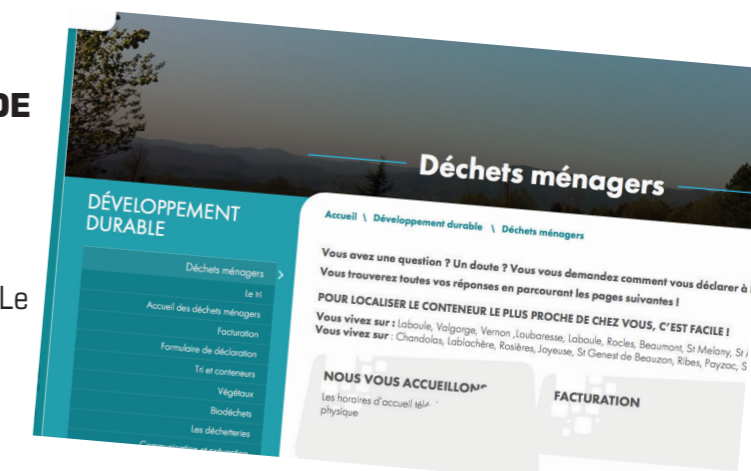 DE
Le
Déchets ménagers
DÉVELOPPEMENT
DURABLE
Déchets ménagers >
Le tri
Accueil des déchets ménagers
Facturation
Formulaire de déclaration
Tri et conteneurs
Végétaux
Biodéchets
Les déchetteries
Accueil \ Développement durable \ Déchets ménagers
Vous avez une question ? Un doute ? Vous vous demandez comment vous déclarer à
Vous trouverez toutes vos réponses en parcourant les pages suivantes !
POUR LOCALISER LE CONTENEUR LE PLUS PROCHE DE CHEZ VOUS, C'EST FACILE !
Vous vivez sur : Laboule, Valgorge, Vernon ,Loubaresse, Laboule, Rocles, Beaumont, St Melany, St
Vous vivez sur : Chandolas, Lablachère, Rosières, Joyeuse, St Genest de Beauzon, Ribes, Payzac, S
NOUS VOUS
Les horaires d'accueil
physique
FACTURATION